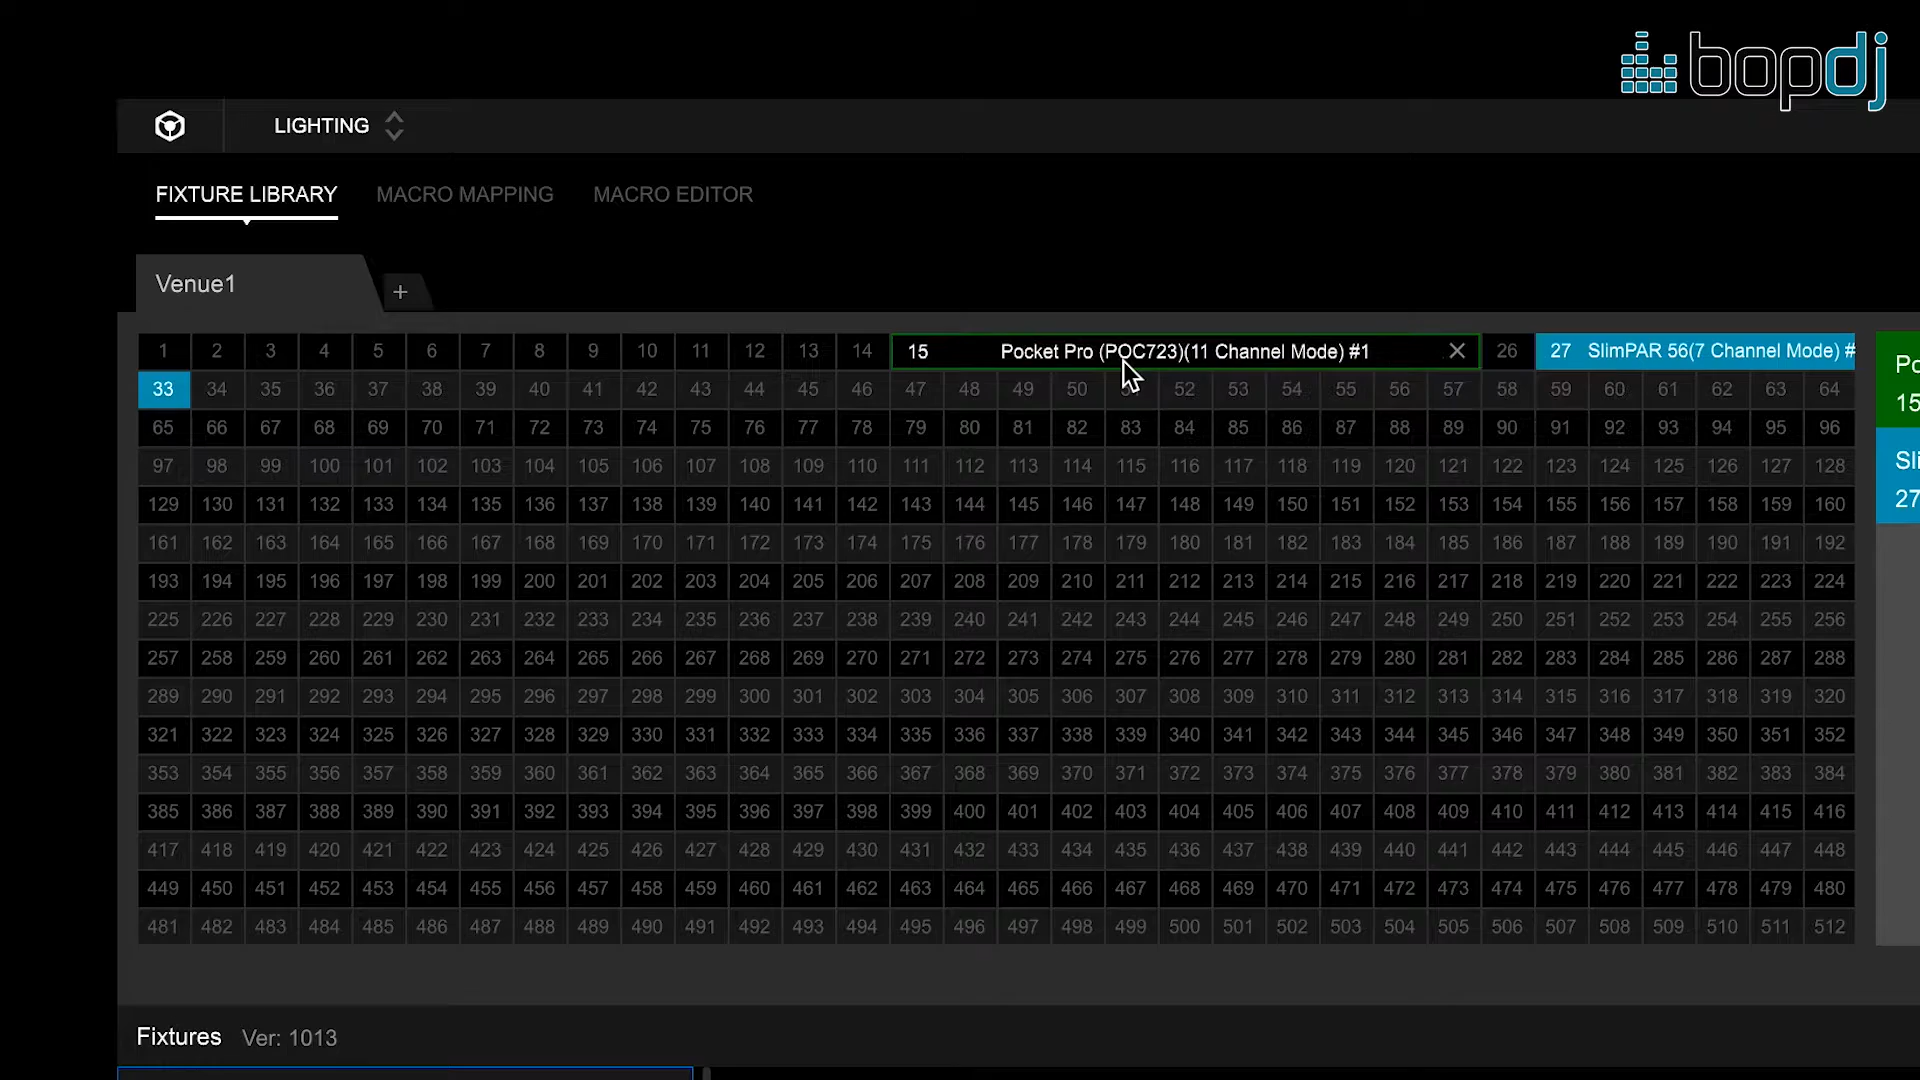 bopdj
LIGHTING
FIXTURE LIBRARY MACRO MAPPING MACRO EDITOR
Venue1 +
1 2 3 4 5 6 7 8 9 10 11 12 13 14 15 Pocket Pro (POC723)(11 Channel Mode) #1 26 27 SlimPAR 56(7 Channel Mode) #
33 34 35 36 37 38 39 40 41 42 43 44 45 46 47 48 49 50 51 52 53 54 55 56 57 58 59 60 61 62 63 64
65 66 67 68 69 70 71 72 73 74 75 76 77 78 79 80 81 82 83 84 85 86 87 88 89 90 91 92 93 94 95 96
97 98 99 100 101 102 103 104 105 106 107 108 109 110 111 112 113 114 115 116 117 118 119 120 121 122 123 124 125 126 127 128
129 130 131 132 133 134 135 136 137 138 139 140 141 142 143 144 145 146 147 148 149 150 151 152 153 154 155 156 157 158 159 160
161 162 163 164 165 166 167 168 169 170 171 172 173 174 175 176 177 178 179 180 181 182 183 184 185 186 187 188 189 190 191 192
193 194 195 196 197 198 199 200 201 202 203 204 205 206 207 208 209 210 211 212 213 214 215 216 217 218 219 220 221 222 223 224
225 226 227 228 229 230 231 232 233 234 235 236 237 238 239 240 241 242 243 244 245 246 247 248 249 250 251 252 253 254 255 256
257 258 259 260 261 262 263 264 265 266 267 268 269 270 271 272 273 274 275 276 277 278 279 280 281 282 283 284 285 286 287 288
289 290 291 292 293 294 295 296 297 298 299 300 301 302 303 304 305 306 307 308 309 310 311 312 313 314 315 316 317 318 319 320
321 322 323 324 325 326 327 328 329 330 331 332 333 334 335 336 337 338 339 340 341 342 343 344 345 346 347 348 349 350 351 352
353 354 355 356 357 358 359 360 361 362 363 364 365 366 367 368 369 370 371 372 373 374 375 376 377 378 379 380 381 382 383 384
385 386 387 388 389 390 391 392 393 394 395 396 397 398 399 400 401 402 403 404 405 406 407 408 409 410 411 412 413 414 415 416
417 418 419 420 421 422 423 424 425 426 427 428 429 430 431 432 433 434 435 436 437 438 439 440 441 442 443 444 445 446 447 448
449 450 451 452 453 454 455 456 457 458 459 460 461 462 463 464 465 466 467 468 469 470 471 472 473 474 475 476 477 478 479 480
481 482 483 484 485 486 487 488 489 490 491 492 493 494 495 496 497 498 499 500 501 502 503 504 505 506 507 508 509 510 511 512
Po
15
Sli
27
Fixtures Ver: 1013